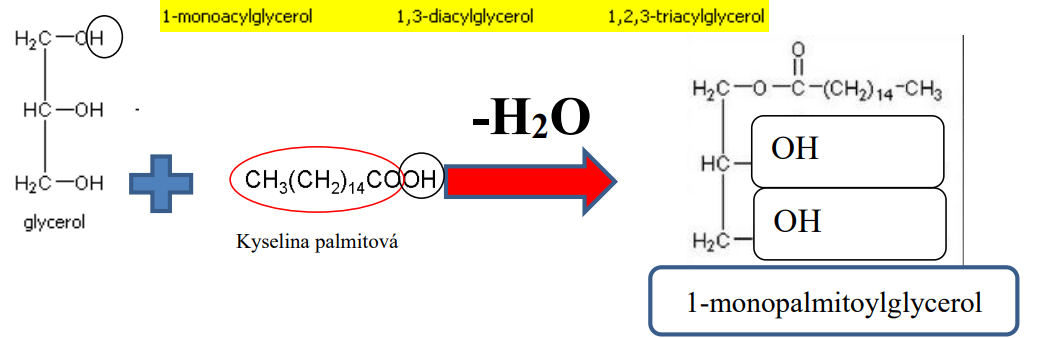 1-monoacylglycerol 1,3-diacylglycerol 1,2,3-triacylglycerol
H₂C—OH
HC—OH
H₂C—OH
glycerol
CH₃(CH₂)₁₄COOH
Kyselina palmitová
-H₂O
O
H₂C—O—C—(CH₂)₁₄-CH₃
HC— OH
H₂C— OH
1-monopalmitoylglycerol